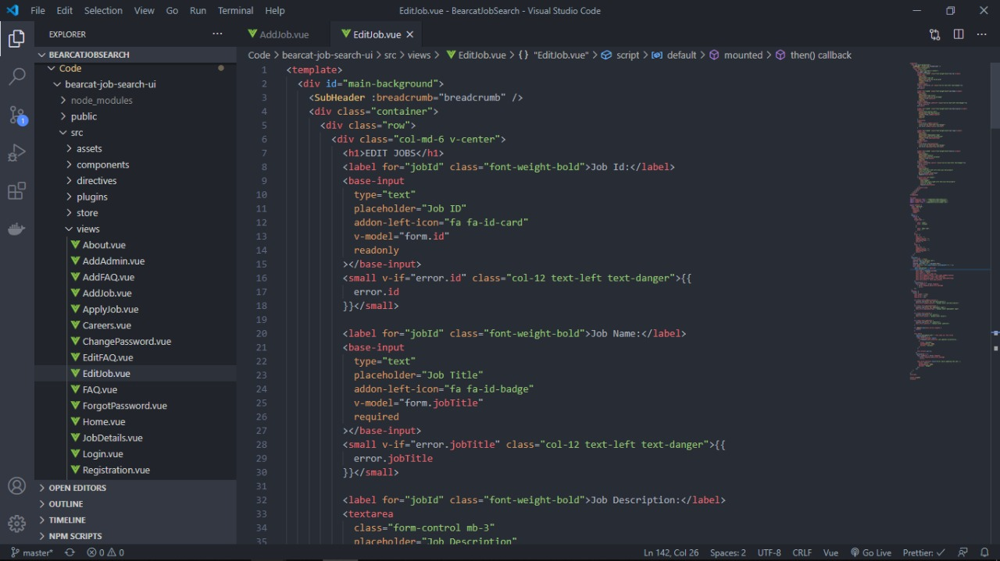 File Edit Selection View Go Run Terminal Help EditJob.vue - BearcatJobSearch - Visual Studio Code
EXPLORER
BEARCATJOBSEARCH
Code
bearcat-job-search-ui
node_modules
public
src
assets
components
directives
plugins
store
views
About.vue
AddAdmin.vue
AddFAQ.vue
AddJob.vue
ApplyJob.vue
Careers.vue
ChangePassword.vue
EditFAQ.vue
EditJob.vue
FAQ.vue
ForgotPassword.vue
Home.vue
JobDetails.vue
Login.vue
Registration.vue
OPEN EDITORS
OUTLINE
TIMELINE
NPM SCRIPTS
1
AddJob.vue EditJob.vue
Code > bearcat-job-search-ui > src > views > EditJob.vue > {} "EditJob.vue" > script > default > mounted > then() callback
1 <template>
2 <div id="main-background">
3 <SubHeader :breadcrumb="breadcrumb" />
4 <div class="container">
5 <div class="row">
6 <div class="col-md-6 v-center">
7 <h1>EDIT JOBS</h1>
8 <label for="jobId" class="font-weight-bold">Job Id:</label>
9 <base-input
10 type="text"
11 placeholder="Job ID"
12 addon-left-icon="fa fa-id-card"
13 v-model="form.id"
14 readonly
15 ></base-input>
16 <small v-if="error.id" class="col-12 text-left text-danger">{{
17 error.id
18 }}</small>
19
20 <label for="jobId" class="font-weight-bold">Job Name:</label>
21 <base-input
22 type="text"
23 placeholder="Job Title"
24 addon-left-icon="fa fa-id-badge"
25 v-model="form.jobTitle"
26 required
27 ></base-input>
28 <small v-if="error.jobTitle" class="col-12 text-left text-danger">{{
29 error.jobTitle
30 }}</small>
31
32 <label for="jobId" class="font-weight-bold">Job Description:</label>
33 <textarea
34 class="form-control mb-3"
35 placeholder="Job Description"
master* 0 0 Ln 142, Col 26 Spaces: 2 UTF-8 CRLF Vue Go Live Prettier: ✓